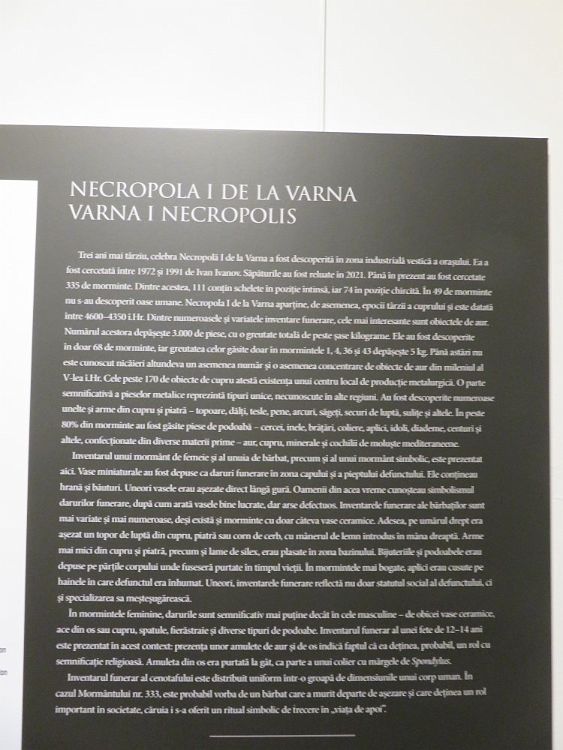 NECROPOLA I DE LA VARNA
VARNA I NECROPOLIS
Trei ani mai târziu, celebra Necropolă I de la Varna a fost descoperită în zona industrială vestică a orașului. Ea a
fost cercetată între 1972 și 1991 de Ivan Ivanov. Săpăturile au fost reluate în 2021. Până în prezent au fost cercetate
335 de morminte. Dintre acestea, 111 conțin schelete în poziție întinsă, iar 74 în poziție chircită. În 49 de morminte
nu s-au descoperit oase umane. Necropola I de la Varna aparține, de asemenea, epocii târzii a cuprului și este datată
între 4600–4350 î.Hr. Dintre numeroasele și variatele inventare funerare, cele mai interesante sunt obiectele de aur.
Numărul acestora depășește 3.000 de piese, cu o greutate totală de peste șase kilograme. Ele au fost descoperite
în doar 68 de morminte, iar greutatea celor găsite doar în mormintele 1, 4, 36 și 43 depășește 5 kg. Până astăzi nu
este cunoscut nicăieri altundeva un asemenea număr și o asemenea concentrare de obiecte de aur din mileniul al
V-lea î.Hr. Cele peste 170 de obiecte de cupru atestă existența unui centru local de producție metalurgică. O parte
semnificativă a pieselor metalice reprezintă tipuri unice, necunoscute în alte regiuni. Au fost descoperite numeroase
unelte și arme din cupru și piatră – topoare, dălți, tesle, pene, arcuri, săgeți, securi de luptă, sulițe și altele. În peste
80% din morminte au fost găsite piese de podoabă – cercei, inele, brățări, coliere, aplici, idoli, diademe, centuri și
altele, confecționate din diverse materii prime – aur, cupru, minerale și cochilii de moluște mediteraneene.
Inventarul unui mormânt de femeie și al unuia de bărbat, precum și al unui mormânt simbolic, este prezentat
aici. Vase miniaturale au fost depuse ca daruri funerare în zona capului și a pieptului defunctului. Ele conțineau
hrană și băuturi. Uneori vasele erau așezate direct lângă gură. Oamenii din acea vreme cunoșteau simbolismul
darurilor funerare, după cum arată vasele bine lucrate, dar arse defectuos. Inventarele funerare ale bărbaților sunt
mai variate și mai numeroase, deși există și morminte cu doar câteva vase ceramice. Adesea, pe umărul drept era
așezat un topor de luptă din cupru, piatră sau corn de cerb, cu mânerul de lemn introdus în mâna dreaptă. Arme
mai mici din cupru și piatră, precum și lame de silex, erau plasate în zona bazinului. Bijuteriile și podoabele erau
depuse pe părțile corpului unde fuseseră purtate în timpul vieții. În mormintele mai bogate, aplici erau cusute pe
hainele în care defunctul era înhumat. Uneori, inventarele funerare reflectă nu doar statutul social al defunctului, ci
și specializarea sa meșteșugărească.
În mormintele feminine, darurile sunt semnificativ mai puține decât în cele masculine – de obicei vase ceramice,
ace din os sau cupru, spatule, fierăstraie și diverse tipuri de podoabe. Inventarul funerar al unei fete de 12–14 ani
este prezentat în acest context: prezența unor amulete de aur și de os indică faptul că ea deținea, probabil, un rol cu
semnificație religioasă. Amuleta din os era purtată la gât, ca parte a unui colier cu mărgele de Spondylus.
Inventarul funerar al cenotafului este distribuit uniform într-o groapă de dimensiunile unui corp uman. În
cazul Mormântului nr. 333, este probabil vorba de un bărbat care a murit departe de așezare și care deținea un rol
important în societate, căruia i s-a oferit un ritual simbolic de trecere în „viața de apoi”.